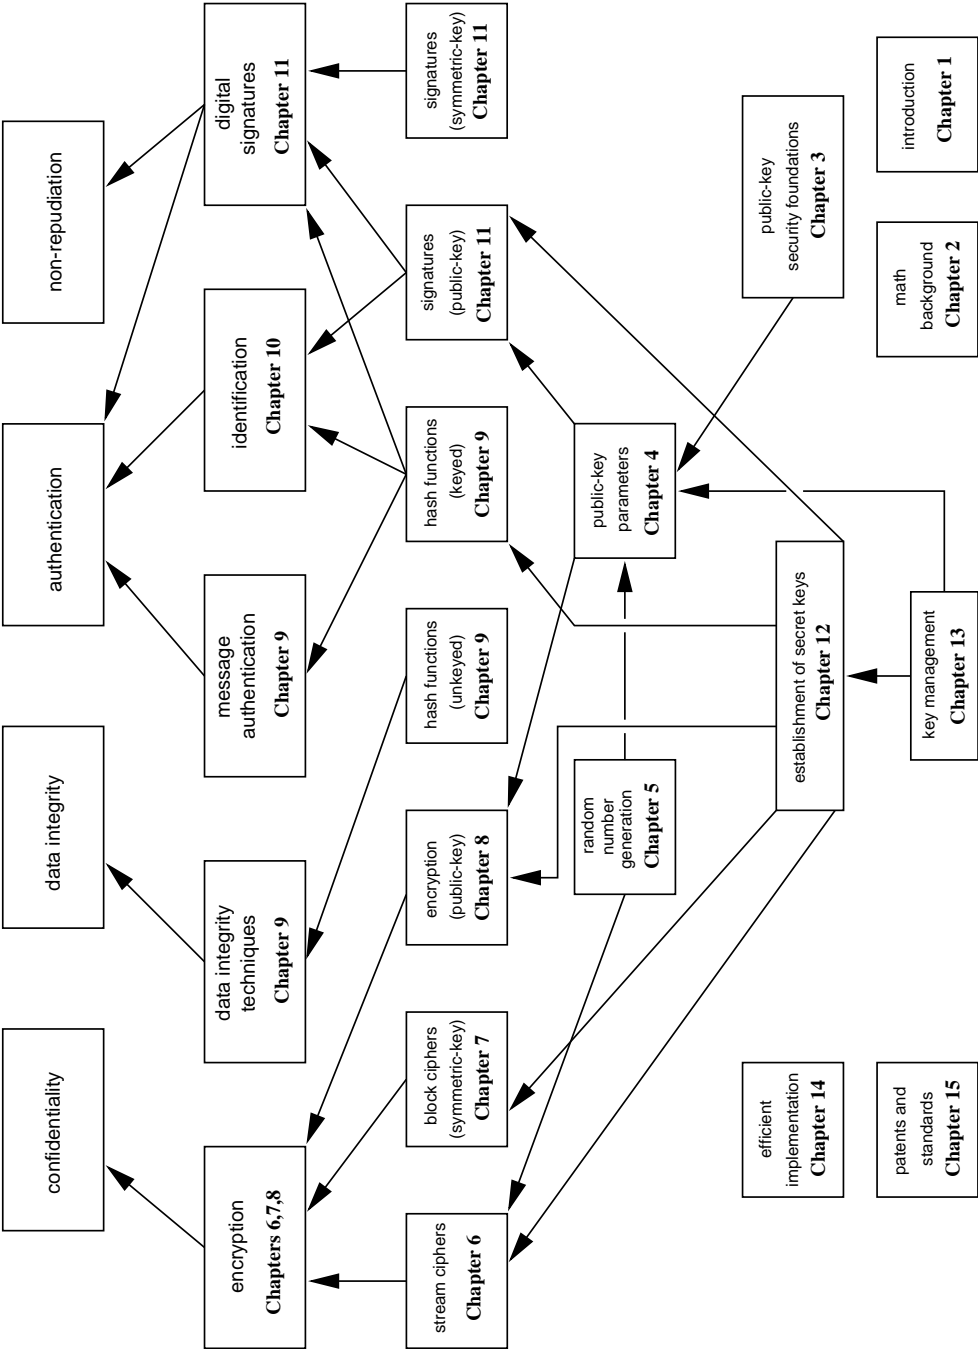 confidentiality
data integrity
authentication
non-repudiation
encryption
Chapters 6,7,8
data integrity
techniques
Chapter 9
message
authentication
Chapter 9
identification
Chapter 10
digital
signatures
Chapter 11
stream ciphers
Chapter 6
block ciphers
(symmetric-key)
Chapter 7
encryption
(public-key)
Chapter 8
hash functions
(unkeyed)
Chapter 9
hash functions
(keyed)
Chapter 9
signatures
(public-key)
Chapter 11
signatures
(symmetric-key)
Chapter 11
random
number
generation
Chapter 5
public-key
parameters
Chapter 4
efficient
implementation
Chapter 14
establishment of secret keys
Chapter 12
public-key
security foundations
Chapter 3
patents and
standards
Chapter 15
key management
Chapter 13
math
background
Chapter 2
introduction
Chapter 1